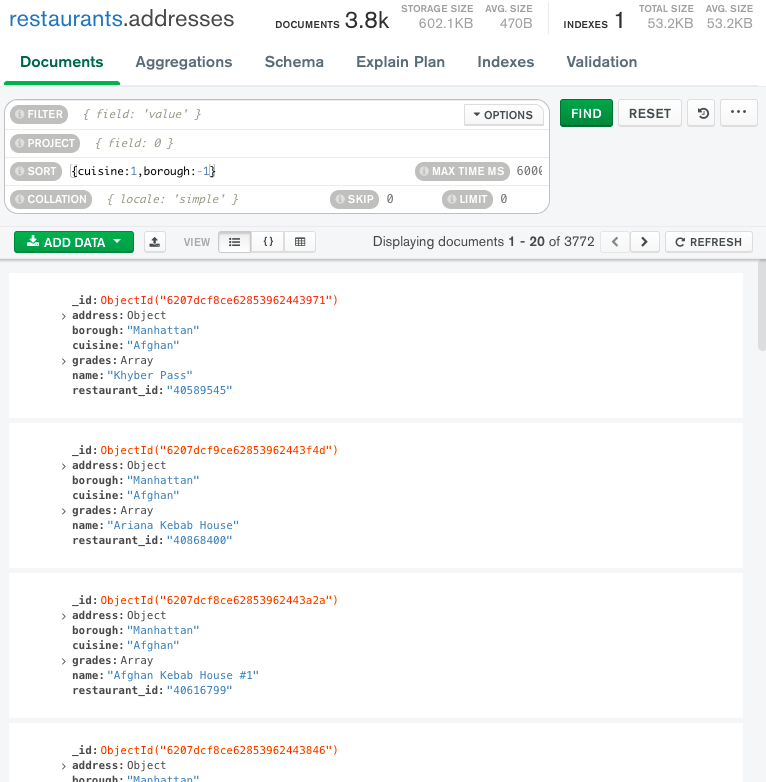 restaurants.addresses DOCUMENTS 3.8k STORAGE SIZE 602.1KB AVG. SIZE 470B INDEXES 1 TOTAL SIZE 53.2KB AVG. SIZE 53.2KB
Documents Aggregations Schema Explain Plan Indexes Validation
FILTER { field: 'value' } OPTIONS FIND RESET ...
PROJECT { field: 0 }
SORT {cuisine:1,borough:-1} MAX TIME MS 6000
COLLATION { locale: 'simple' } SKIP 0 LIMIT 0
ADD DATA VIEW {} Displaying documents 1 - 20 of 3772 < > REFRESH
_id: ObjectId("6207dcf8ce62853962443971")
> address: Object
borough: "Manhattan"
cuisine: "Afghan"
> grades: Array
name: "Khyber Pass"
restaurant_id: "40589545"
_id: ObjectId("6207dcf9ce62853962443f4d")
> address: Object
borough: "Manhattan"
cuisine: "Afghan"
> grades: Array
name: "Ariana Kebab House"
restaurant_id: "40868400"
_id: ObjectId("6207dcf8ce62853962443a2a")
> address: Object
borough: "Manhattan"
cuisine: "Afghan"
> grades: Array
name: "Afghan Kebab House #1"
restaurant_id: "40616799"
_id: ObjectId("6207dcf8ce62853962443846")
> address: Object
borough: "Manhattan"